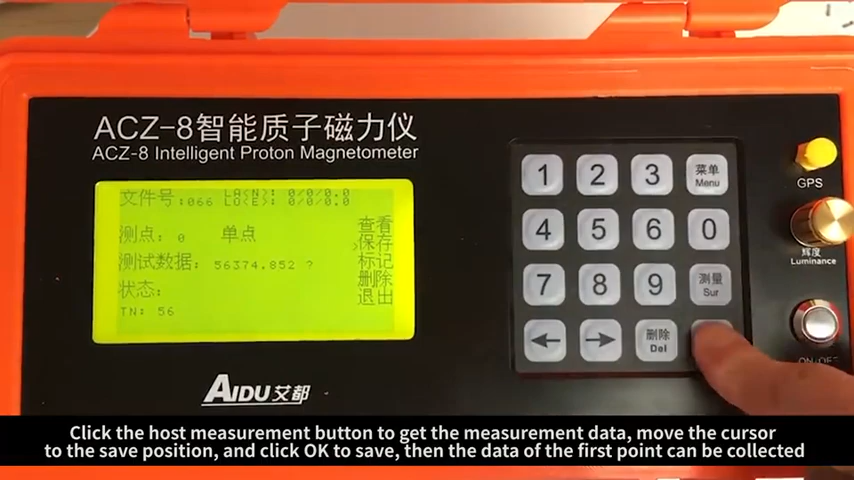 ACZ-8智能质子磁力仪
ACZ-8 Intelligent Proton Magnetometer
文件号:066 LA(N): 0/0/0.0
LO(E): 0/0/0.0
测点: 0 单点
测试数据: 56374.852 ?
状态:
TN: 56
查看
›保存
标记
删除
退出
1 2 3 菜单 Menu
4 5 6 0
7 8 9 测量 Sur
← → 删除 Del
GPS
辉度
Luminance
ON/OFF
AIDU艾都
Click the host measurement button to get the measurement data, move the cursor
to the save position, and click OK to save, then the data of the first point can be collected